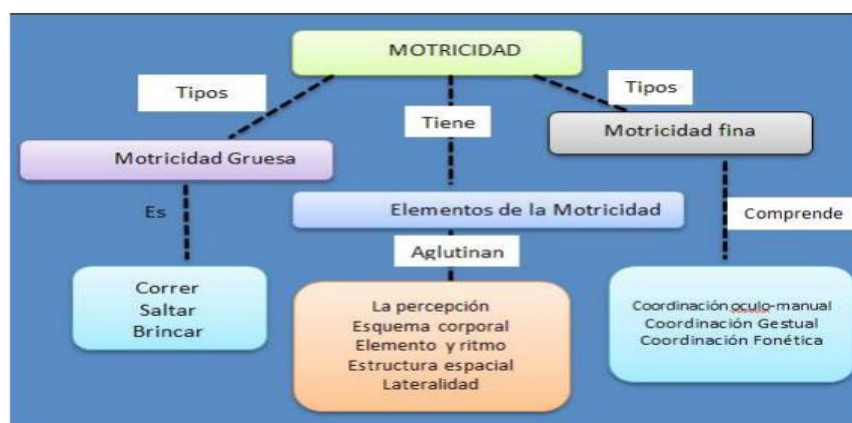 MOTRICIDAD
Tipos
Tiene
Tipos
Motricidad Gruesa
Motricidad fina
Es
Elementos de la Motricidad
Comprende
Aglutinan
Correr
Saltar
Brincar
La percepción
Esquema corporal
Elemento y ritmo
Estructura espacial
Lateralidad
Coordinación oculo-manual
Coordinación Gestual
Coordinación Fonética